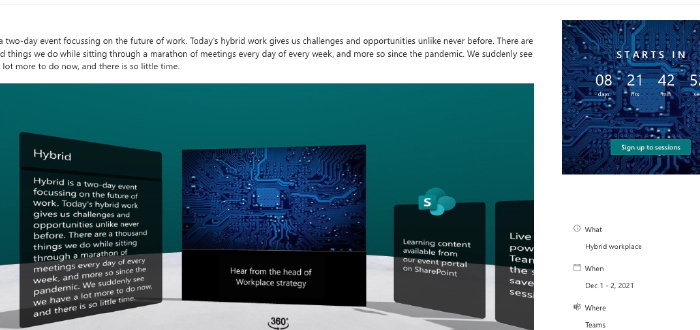 a two-day event focussing on the future of work. Today's hybrid work gives us challenges and opportunities unlike never before. There are
d things we do while sitting through a marathon of meetings every day of every week, and more so since the pandemic. We suddenly see
lot more to do now, and there is so little time.
STARTS IN
08 : 21 : 42 : 5
days hrs min se
Sign up to sessions
Hybrid
Hybrid is a two-day event
focussing on the future of
work. Today's hybrid work
gives us challenges and
opportunities unlike never
before. There are a thousand
things we do while sitting
through a marathon of
meetings every day of every
week, and more so since the
pandemic. We suddenly see
we have a lot more to do now,
and there is so little time.
Hear from the head of
Workplace strategy
S
Learning content
available from
our event portal
on SharePoint
Live
pow
Tean
the s
save
sessi
360°
What
Hybrid workplace
When
Dec 1 - 2, 2021
Where
Teams